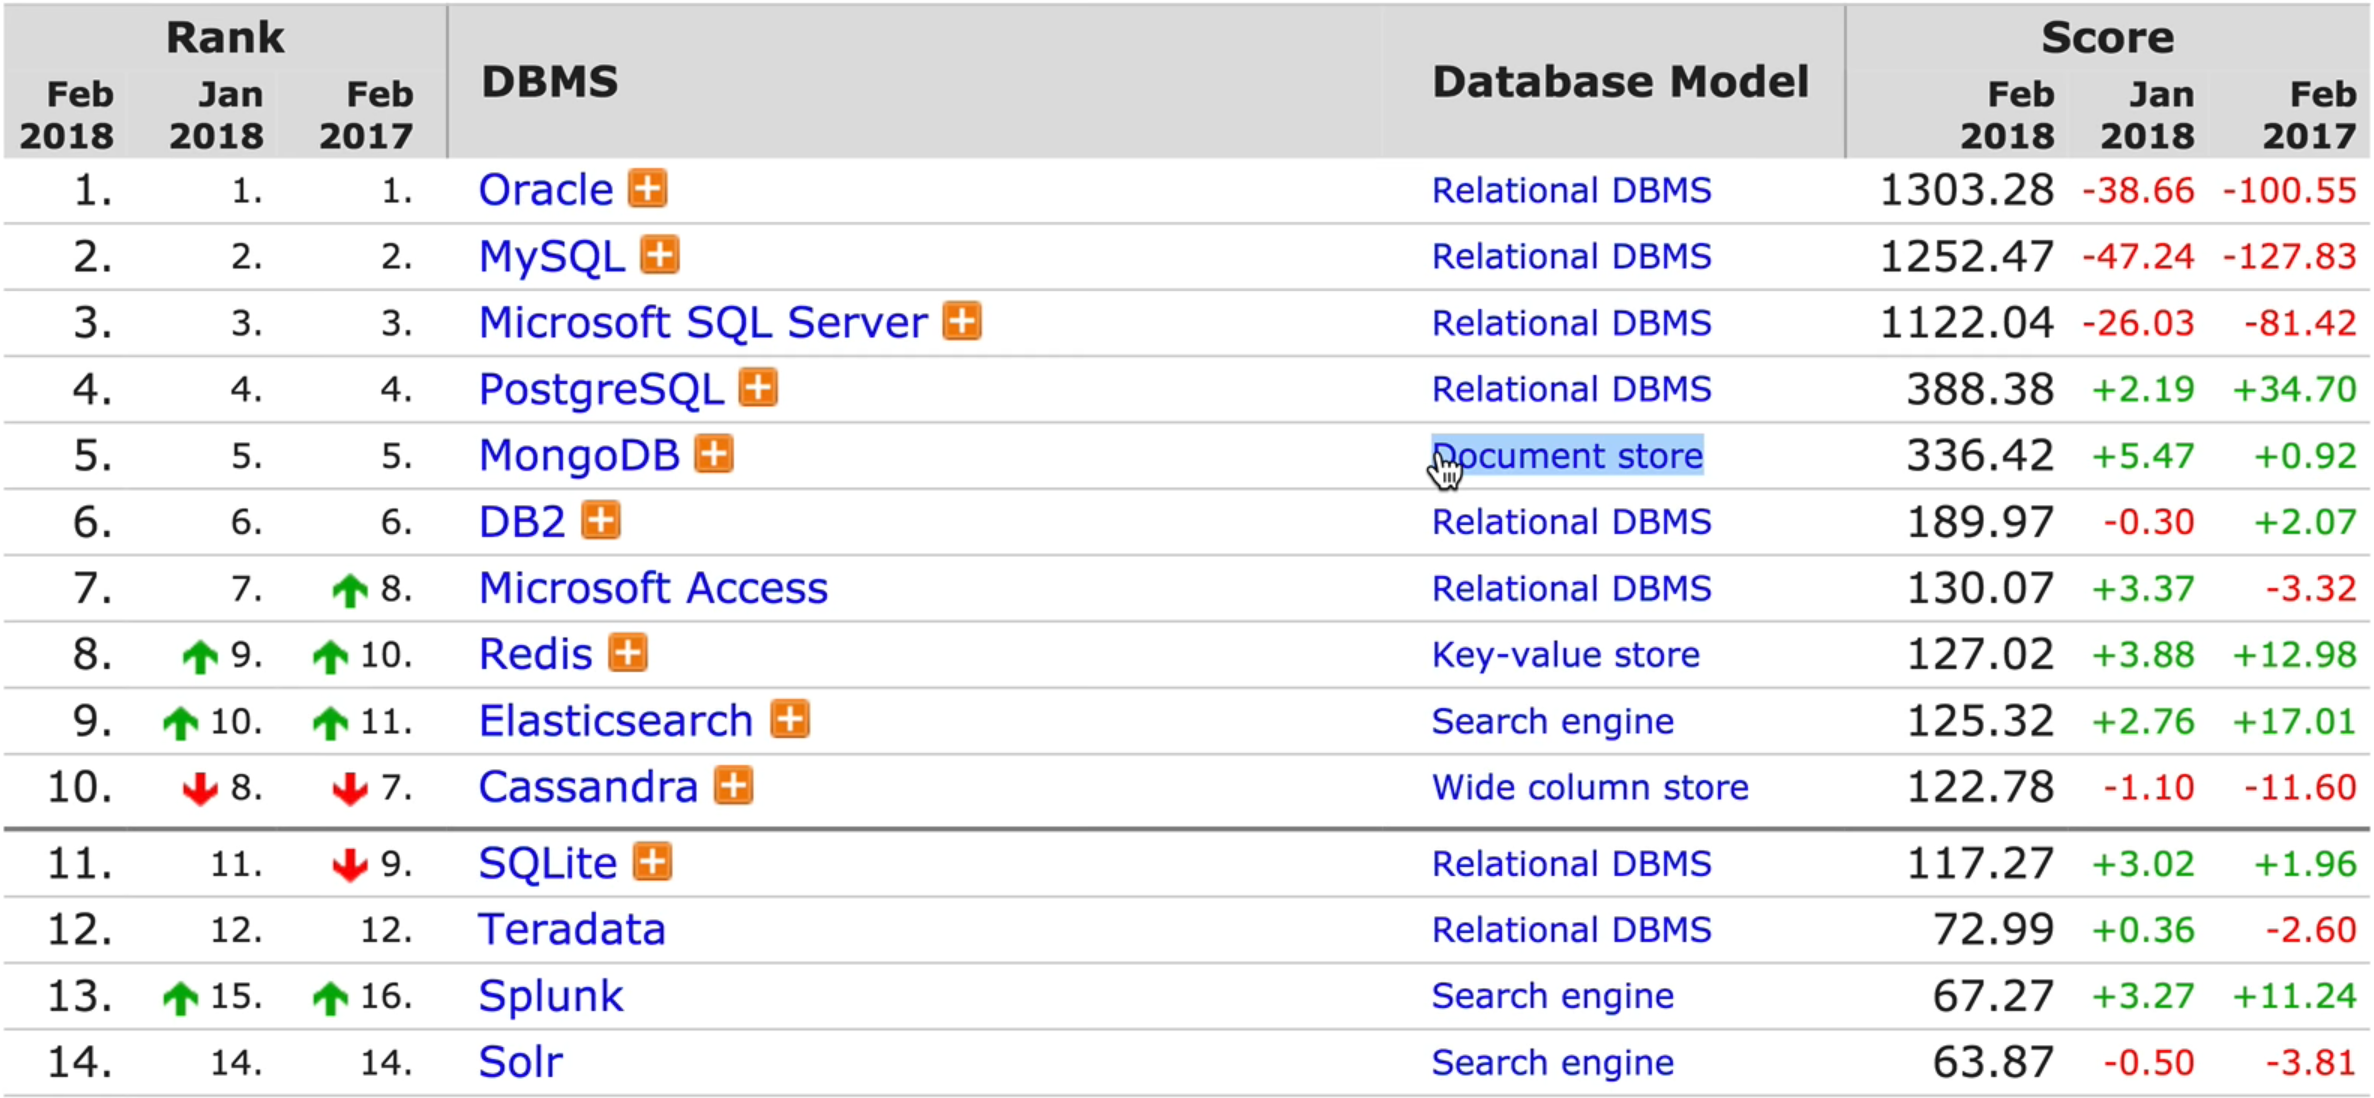 Rank DBMS Database Model Score
Feb 2018 Jan 2018 Feb 2017 Feb 2018 Jan 2018 Feb 2017
1. 1. 1. Oracle Relational DBMS 1303.28 -38.66 -100.55
2. 2. 2. MySQL Relational DBMS 1252.47 -47.24 -127.83
3. 3. 3. Microsoft SQL Server Relational DBMS 1122.04 -26.03 -81.42
4. 4. 4. PostgreSQL Relational DBMS 388.38 +2.19 +34.70
5. 5. 5. MongoDB Document store 336.42 +5.47 +0.92
6. 6. 6. DB2 Relational DBMS 189.97 -0.30 +2.07
7. 7. 8. Microsoft Access Relational DBMS 130.07 +3.37 -3.32
8. 9. 10. Redis Key-value store 127.02 +3.88 +12.98
9. 10. 11. Elasticsearch Search engine 125.32 +2.76 +17.01
10. 8. 7. Cassandra Wide column store 122.78 -1.10 -11.60
11. 11. 9. SQLite Relational DBMS 117.27 +3.02 +1.96
12. 12. 12. Teradata Relational DBMS 72.99 +0.36 -2.60
13. 15. 16. Splunk Search engine 67.27 +3.27 +11.24
14. 14. 14. Solr Search engine 63.87 -0.50 -3.81